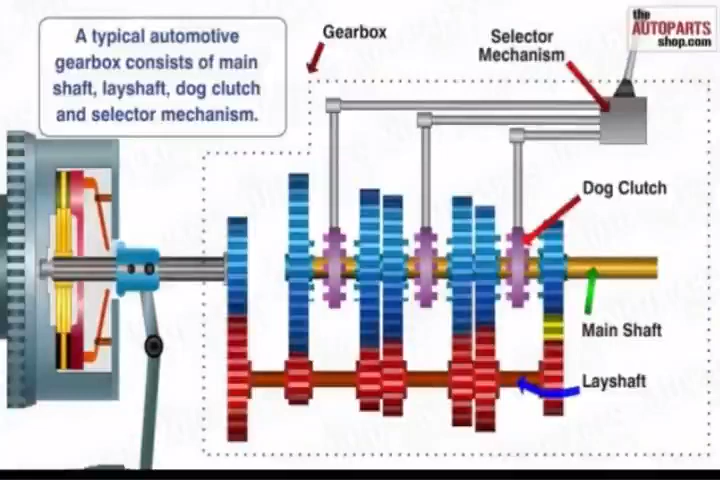 A typical automotive
gearbox consists of main
shaft, layshaft, dog clutch
and selector mechanism.
Gearbox
Selector
Mechanism
the
AUTOPARTS
shop.com
Dog Clutch
Main Shaft
Layshaft